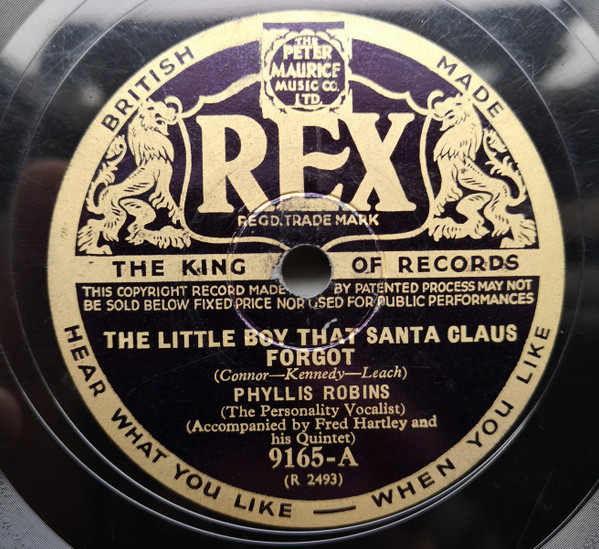 THE
PETER
MAURICE
MUSIC CO.
LTD.
BRITISH MADE
REX
REGD. TRADE MARK
THE KING OF RECORDS
THIS COPYRIGHT RECORD MADE BY PATENTED PROCESS MAY NOT
BE SOLD BELOW FIXED PRICE NOR USED FOR PUBLIC PERFORMANCES
THE LITTLE BOY THAT SANTA CLAUS
FORGOT
(Connor—Kennedy—Leach)
PHYLLIS ROBINS
(The Personality Vocalist)
(Accompanied by Fred Hartley and
his Quintet)
9165-A
(R 2493)
HEAR WHAT YOU LIKE — WHEN YOU LIKE